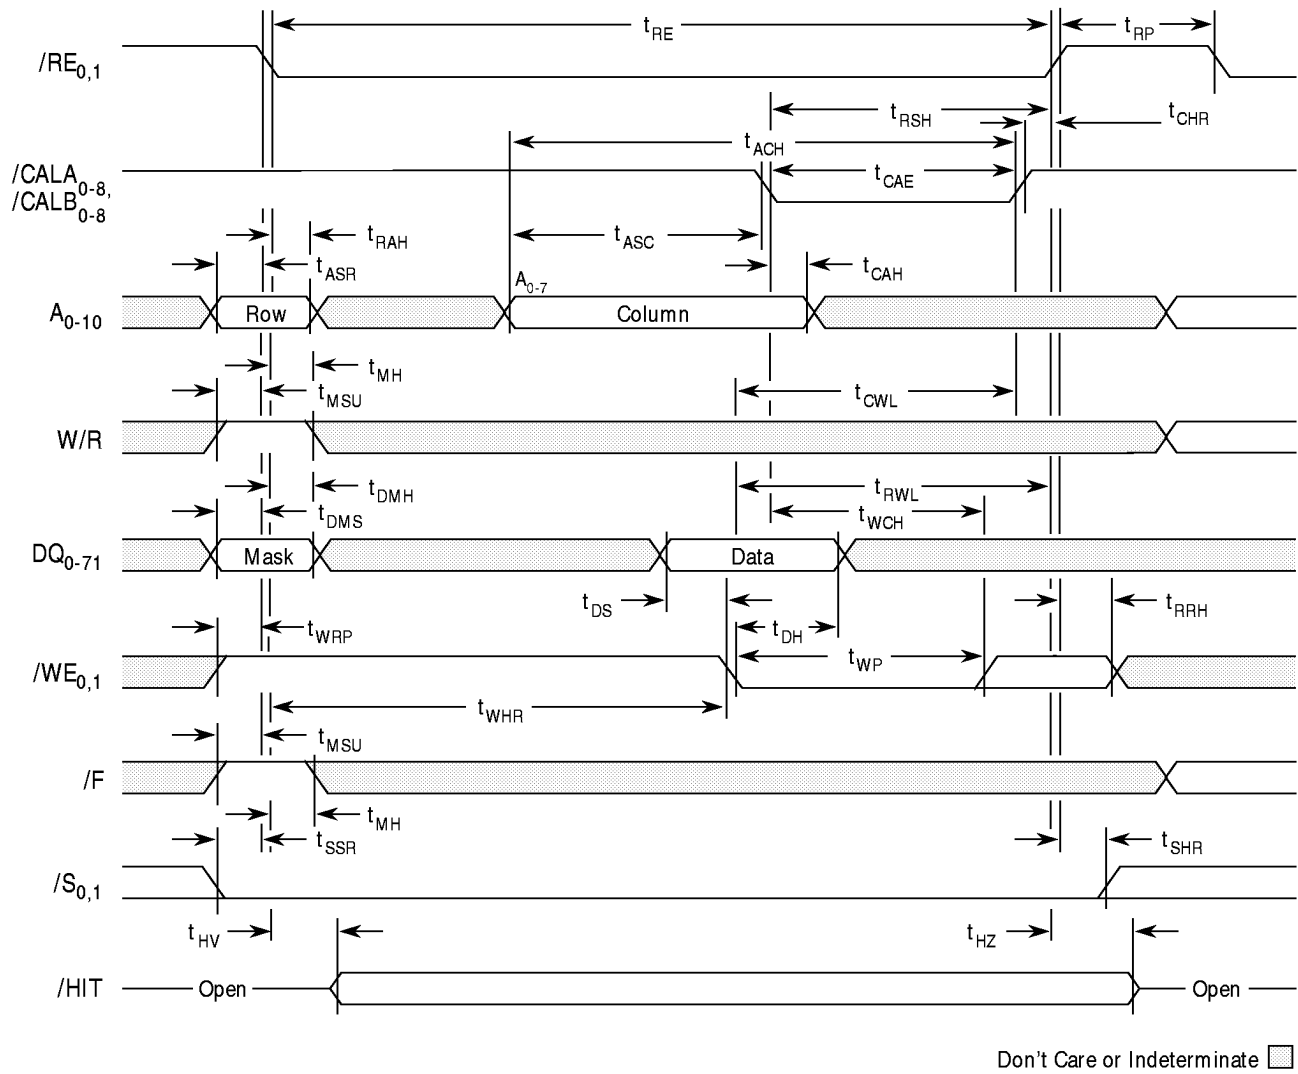 tRE
tRP
/RE0,1
tRSH
tCHR
tACH
/CALA0-8,
/CALB0-8
tCAE
tRAH
tASC
tASR
tCAH
A0-7
A0-10
Row
Column
tMH
tMSU
tCWL
W/R
tDMH
tRWL
tDMS
tWCH
DQ0-71
Mask
Data
tDS
tRRH
tWRP
tDH
/WE0,1
tWP
tWHR
tMSU
/F
tMH
tSSR
tSHR
/S0,1
tHV
tHZ
/HIT
Open
Open
Don't Care or Indeterminate